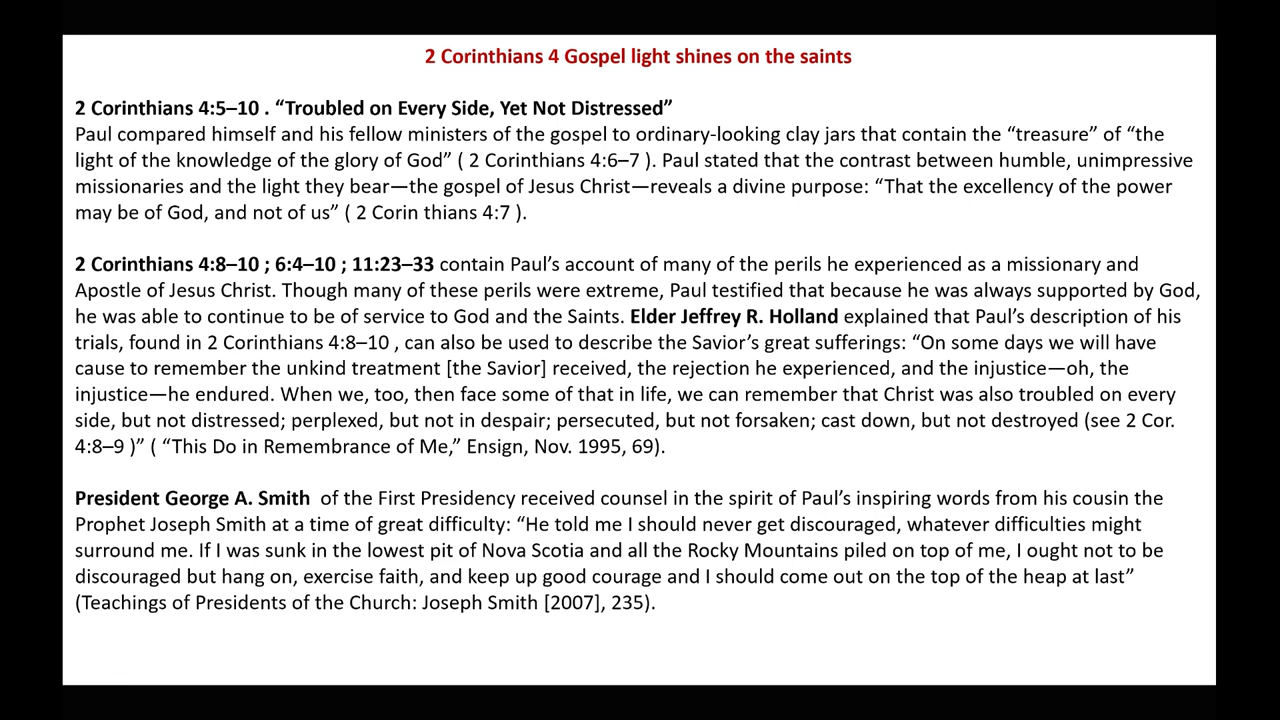 2 Corinthians 4 Gospel light shines on the saints
2 Corinthians 4:5–10 . “Troubled on Every Side, Yet Not Distressed”
Paul compared himself and his fellow ministers of the gospel to ordinary-looking clay jars that contain the “treasure” of “the
light of the knowledge of the glory of God” ( 2 Corinthians 4:6–7 ). Paul stated that the contrast between humble, unimpressive
missionaries and the light they bear—the gospel of Jesus Christ—reveals a divine purpose: “That the excellency of the power
may be of God, and not of us” ( 2 Corin thians 4:7 ).
2 Corinthians 4:8–10 ; 6:4–10 ; 11:23–33 contain Paul’s account of many of the perils he experienced as a missionary and
Apostle of Jesus Christ. Though many of these perils were extreme, Paul testified that because he was always supported by God,
he was able to continue to be of service to God and the Saints. Elder Jeffrey R. Holland explained that Paul’s description of his
trials, found in 2 Corinthians 4:8–10 , can also be used to describe the Savior’s great sufferings: “On some days we will have
cause to remember the unkind treatment [the Savior] received, the rejection he experienced, and the injustice—oh, the
injustice—he endured. When we, too, then face some of that in life, we can remember that Christ was also troubled on every
side, but not distressed; perplexed, but not in despair; persecuted, but not forsaken; cast down, but not destroyed (see 2 Cor.
4:8–9 )” ( “This Do in Remembrance of Me,” Ensign, Nov. 1995, 69).
President George A. Smith  of the First Presidency received counsel in the spirit of Paul’s inspiring words from his cousin the
Prophet Joseph Smith at a time of great difficulty: “He told me I should never get discouraged, whatever difficulties might
surround me. If I was sunk in the lowest pit of Nova Scotia and all the Rocky Mountains piled on top of me, I ought not to be
discouraged but hang on, exercise faith, and keep up good courage and I should come out on the top of the heap at last”
(Teachings of Presidents of the Church: Joseph Smith [2007], 235).